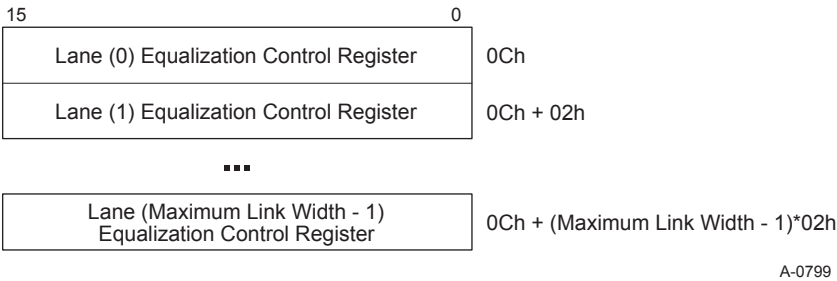 15 0
Lane (0) Equalization Control Register 0Ch
Lane (1) Equalization Control Register 0Ch + 02h
...
Lane (Maximum Link Width - 1)
Equalization Control Register 0Ch + (Maximum Link Width - 1)*02h
A-0799